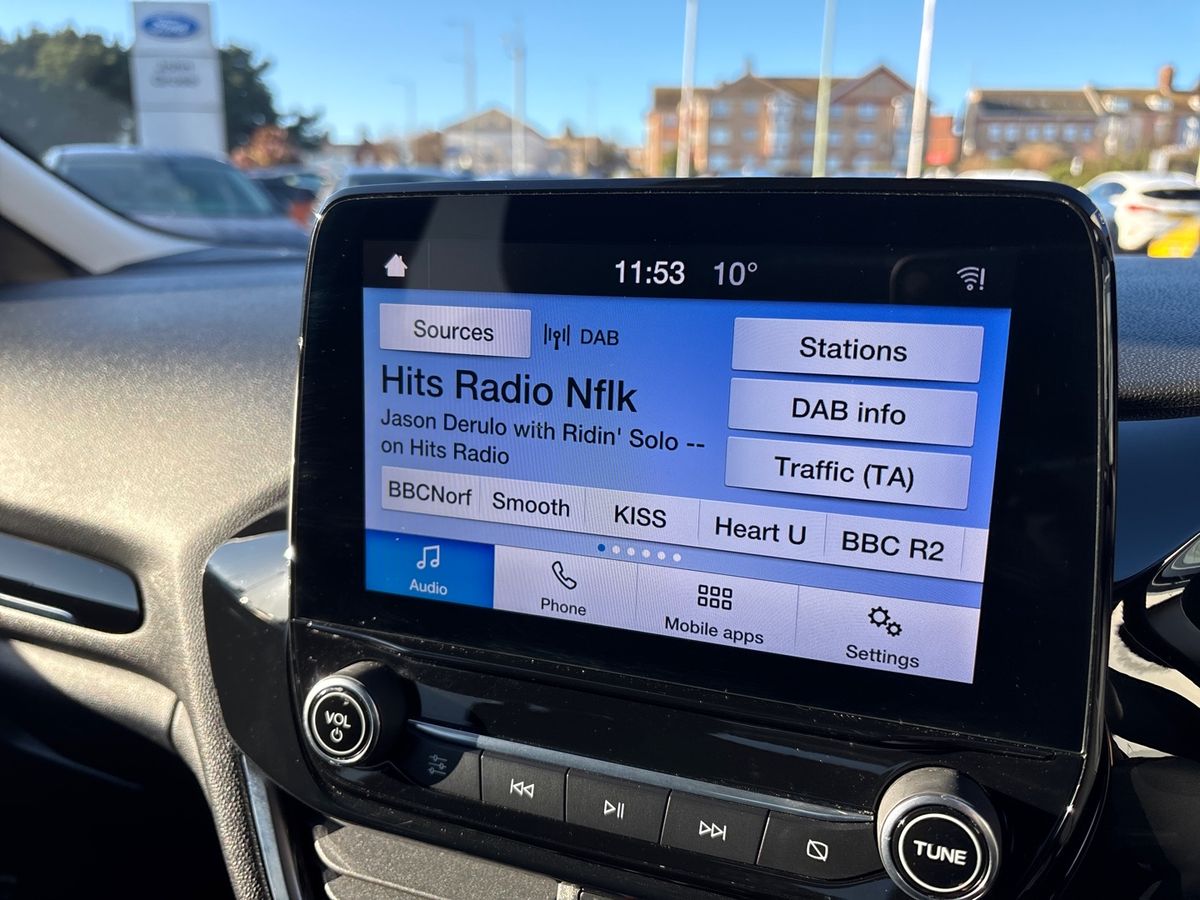 Ford
11:53 10°
Sources DAB
Stations
Hits Radio Nflk
DAB info
Jason Derulo with Ridin' Solo --
on Hits Radio
Traffic (TA)
BBCNorf Smooth KISS Heart U BBC R2
Audio Phone Mobile apps Settings
VOL
TUNE